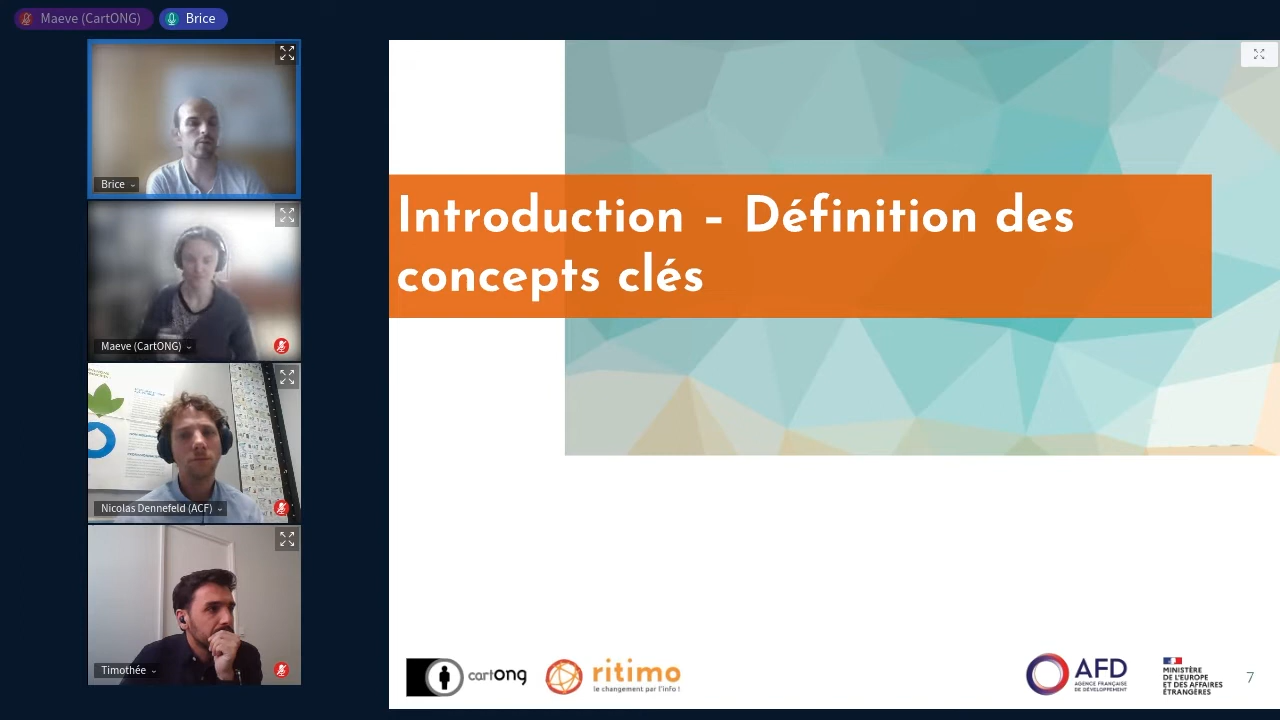 Maeve (CartONG)
Brice
Brice
Maeve (CartONG)
Nicolas Dennefeld (ACF)
Timothée
Introduction – Définition des
concepts clés
cartong
ritimo
le changement par l'info !
AFD
AGENCE FRANÇAISE
DE DÉVELOPPEMENT
MINISTÈRE
DE L'EUROPE
ET DES AFFAIRES
ÉTRANGÈRES
7